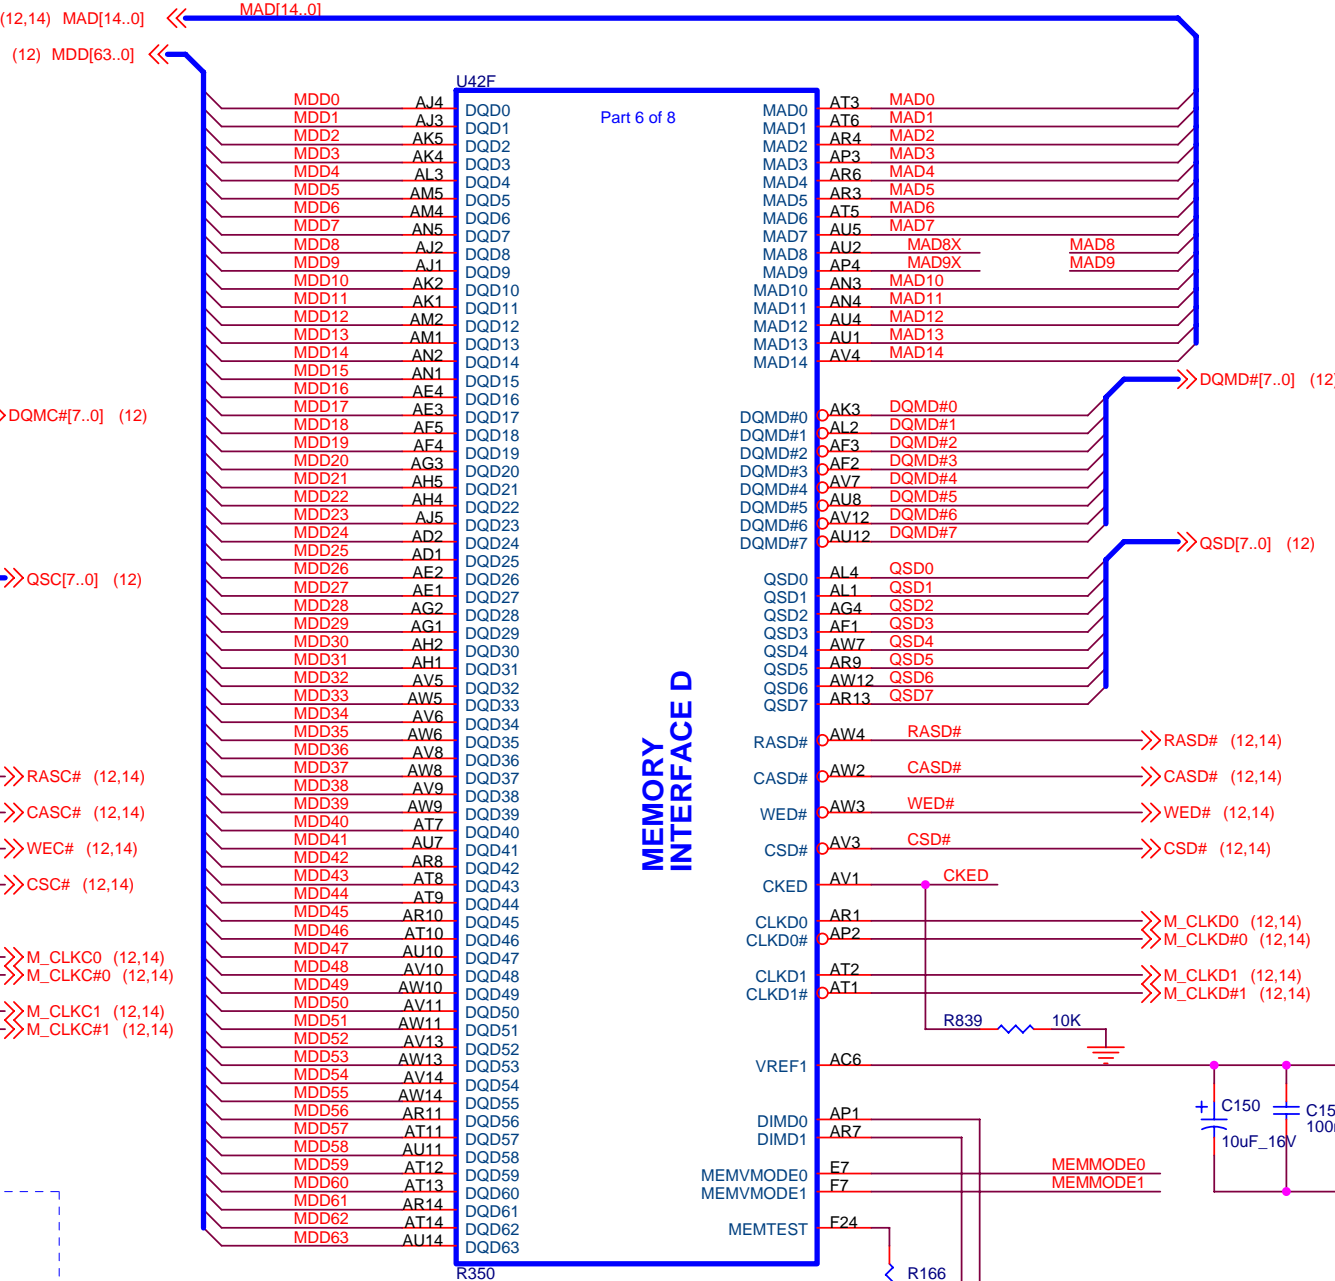 (12,14) MAD[14..0] MAD[14..0]
(12) MDD[63..0]
U42F
Part 6 of 8
MDD0 AJ4 DQD0 MAD0 AT3 MAD0
MDD1 AJ3 DQD1 MAD1 AT6 MAD1
MDD2 AK5 DQD2 MAD2 AR4 MAD2
MDD3 AK4 DQD3 MAD3 AP3 MAD3
MDD4 AL3 DQD4 MAD4 AR6 MAD4
MDD5 AM5 DQD5 MAD5 AR3 MAD5
MDD6 AM4 DQD6 MAD6 AT5 MAD6
MDD7 AN5 DQD7 MAD7 AU5 MAD7
MDD8 AJ2 DQD8 MAD8 AU2 MAD8X MAD8
MDD9 AJ1 DQD9 MAD9 AP4 MAD9X MAD9
MDD10 AK2 DQD10 MAD10 AN3 MAD10
MDD11 AK1 DQD11 MAD11 AN4 MAD11
MDD12 AM2 DQD12 MAD12 AU4 MAD12
MDD13 AM1 DQD13 MAD13 AU1 MAD13
MDD14 AN2 DQD14 MAD14 AV4 MAD14
MDD15 AN1 DQD15 DQMD#[7..0] (12)
MDD16 AE4 DQD16
DQMC#[7..0] (12) MDD17 AE3 DQD17 DQMD#0 AK3 DQMD#0
MDD18 AF5 DQD18 DQMD#1 AL2 DQMD#1
MDD19 AF4 DQD19 DQMD#2 AF3 DQMD#2
MDD20 AG3 DQD20 DQMD#3 AF2 DQMD#3
MDD21 AH5 DQD21 DQMD#4 AV7 DQMD#4
MDD22 AH4 DQD22 DQMD#5 AU8 DQMD#5
MDD23 AJ5 DQD23 DQMD#6 AV12 DQMD#6
MDD24 AD2 DQD24 DQMD#7 AU12 DQMD#7 QSD[7..0] (12)
MDD25 AD1 DQD25
QSC[7..0] (12) MDD26 AE2 DQD26 QSD0 AL4 QSD0
MDD27 AE1 DQD27 QSD1 AL1 QSD1
MDD28 AG2 DQD28 QSD2 AG4 QSD2
MDD29 AG1 DQD29 QSD3 AF1 QSD3
MDD30 AH2 DQD30 QSD4 AW7 QSD4
MDD31 AH1 DQD31 QSD5 AR9 QSD5
MDD32 AV5 DQD32 QSD6 AW12 QSD6
MDD33 AW5 DQD33 QSD7 AR13 QSD7
MDD34 AV6 DQD34
MDD35 AW6 DQD35 RASD# AW4 RASD# RASD# (12,14)
MDD36 AV8 DQD36
RASC# (12,14) MDD37 AW8 DQD37 CASD# AW2 CASD# CASD# (12,14)
MDD38 AV9 DQD38
CASC# (12,14) MDD39 AW9 DQD39 WED# AW3 WED# WED# (12,14)
MDD40 AT7 DQD40
WEC# (12,14) MDD41 AU7 DQD41 CSD# AV3 CSD# CSD# (12,14)
MDD42 AR8 DQD42
CSC# (12,14) MDD43 AT8 DQD43 CKED AV1 CKED
MDD44 AT9 DQD44
MDD45 AR10 DQD45 CLKD0 AR1 M_CLKD0 (12,14)
MDD46 AT10 DQD46 CLKD0# AP2 M_CLKD#0 (12,14)
M_CLKC0 (12,14) MDD47 AU10 DQD47
M_CLKC#0 (12,14) MDD48 AV10 DQD48 CLKD1 AT2 M_CLKD1 (12,14)
MDD49 AW10 DQD49 CLKD1# AT1 M_CLKD#1 (12,14)
M_CLKC1 (12,14) MDD50 AV11 DQD50
M_CLKC#1 (12,14) MDD51 AW11 DQD51 R839 10K
MDD52 AV13 DQD52
MDD53 AW13 DQD53 VREF1 AC6
MDD54 AV14 DQD54
MDD55 AW14 DQD55 + C150
MDD56 AR11 DQD56 DIMD0 AP1
MDD57 AT11 DQD57 DIMD1 AR7 10uF_16V
MDD58 AU11 DQD58
MDD59 AT12 DQD59 MEMVMODE0 E7 MEMMODE0
MDD60 AT13 DQD60 MEMVMODE1 F7 MEMMODE1
MDD61 AR14 DQD61
MDD62 AT14 DQD62 MEMTEST F24
MDD63 AU14 DQD63
MEMORY
INTERFACE D
R350 R166